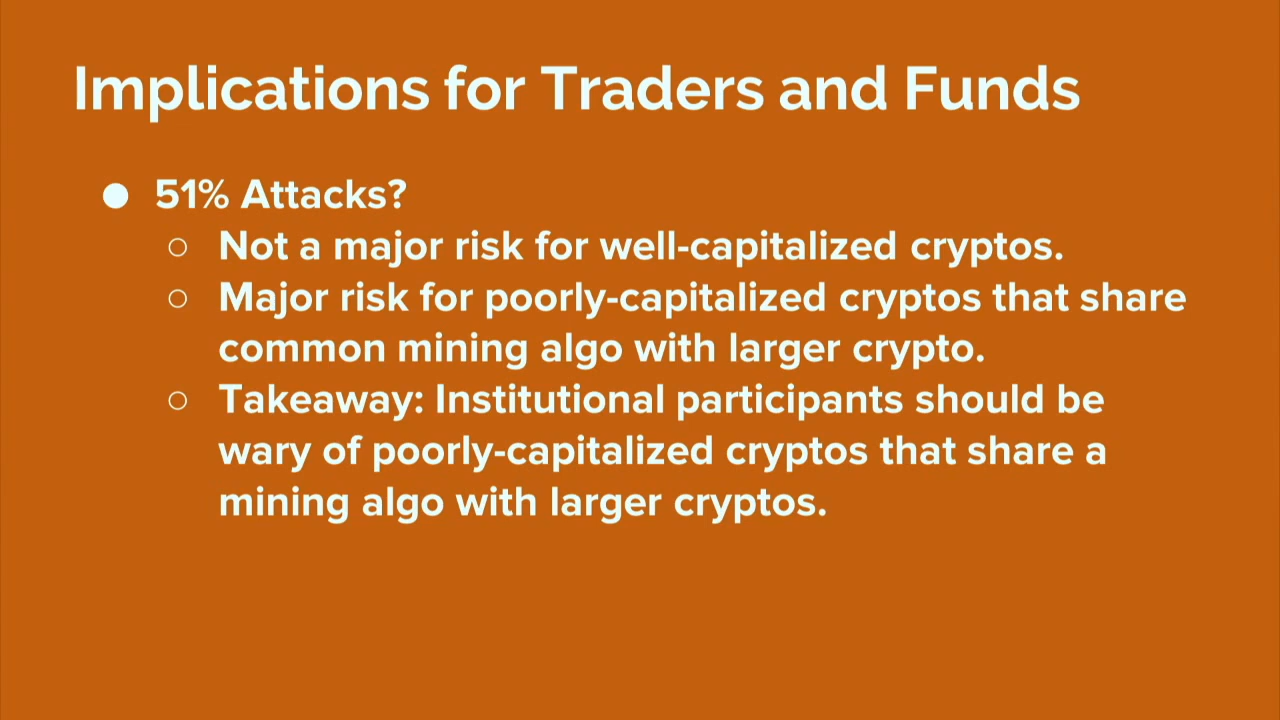 Implications for Traders and Funds
● 51% Attacks?
○ Not a major risk for well-capitalized cryptos.
○ Major risk for poorly-capitalized cryptos that share
common mining algo with larger crypto.
○ Takeaway: Institutional participants should be
wary of poorly-capitalized cryptos that share a
mining algo with larger cryptos.